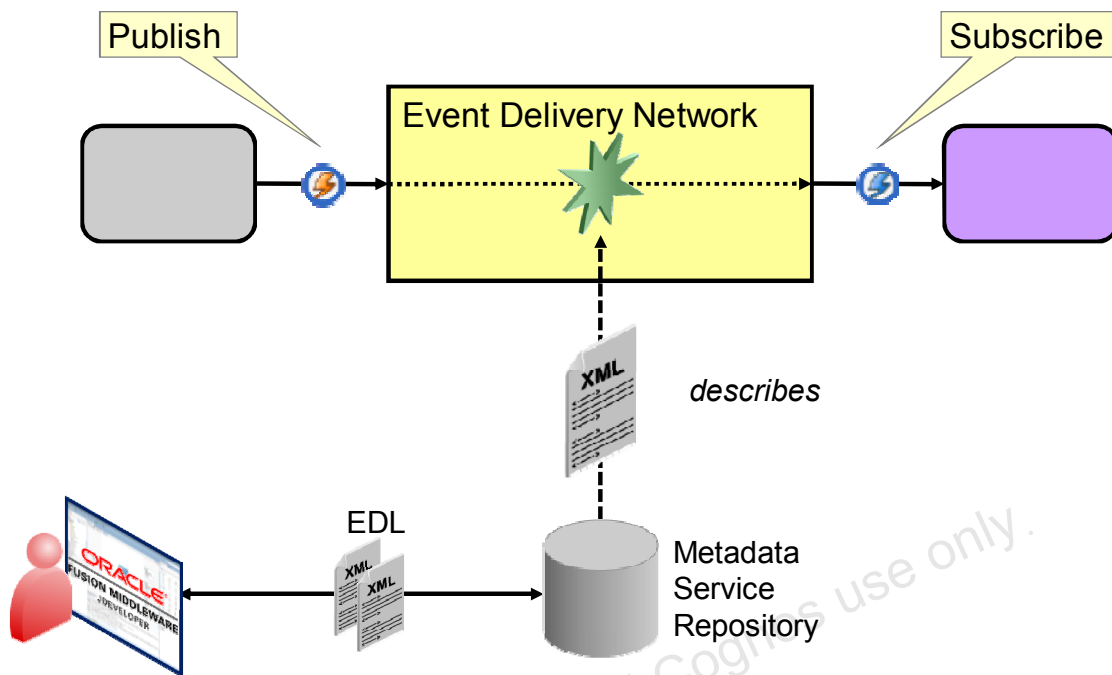 Publish
Subscribe
Event Delivery Network
XML
describes
EDL
XML
XML
ORACLE
FUSION MIDDLEWARE
JDEVELOPER
Metadata
Service
Repository
Cognos use only.